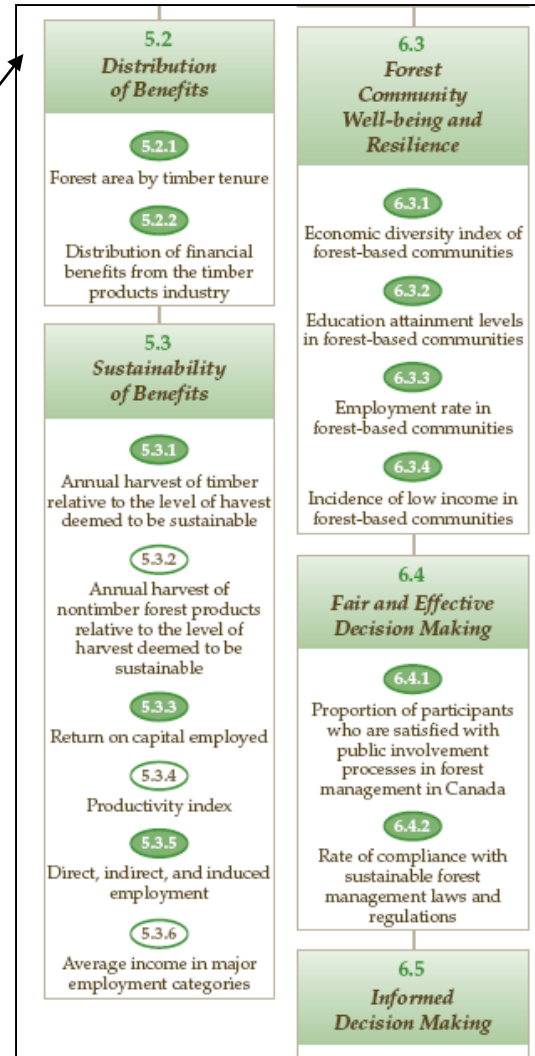 5.2
Distribution
of Benefits
5.2.1
Forest area by timber tenure
5.2.2
Distribution of financial
benefits from the timber
products industry
5.3
Sustainability
of Benefits
5.3.1
Annual harvest of timber
relative to the level of havest
deemed to be sustainable
5.3.2
Annual harvest of
nontimber forest products
relative to the level of
harvest deemed to be
sustainable
5.3.3
Return on capital employed
5.3.4
Productivity index
5.3.5
Direct, indirect, and induced
employment
5.3.6
Average income in major
employment categories
6.3
Forest
Community
Well-being and
Resilience
6.3.1
Economic diversity index of
forest-based communities
6.3.2
Education attainment levels
in forest-based communities
6.3.3
Employment rate in
forest-based communities
6.3.4
Incidence of low income in
forest-based communities
6.4
Fair and Effective
Decision Making
6.4.1
Proportion of participants
who are satisfied with
public involvement
processes in forest
management in Canada
6.4.2
Rate of compliance with
sustainable forest
management laws and
regulations
6.5
Informed
Decision Making